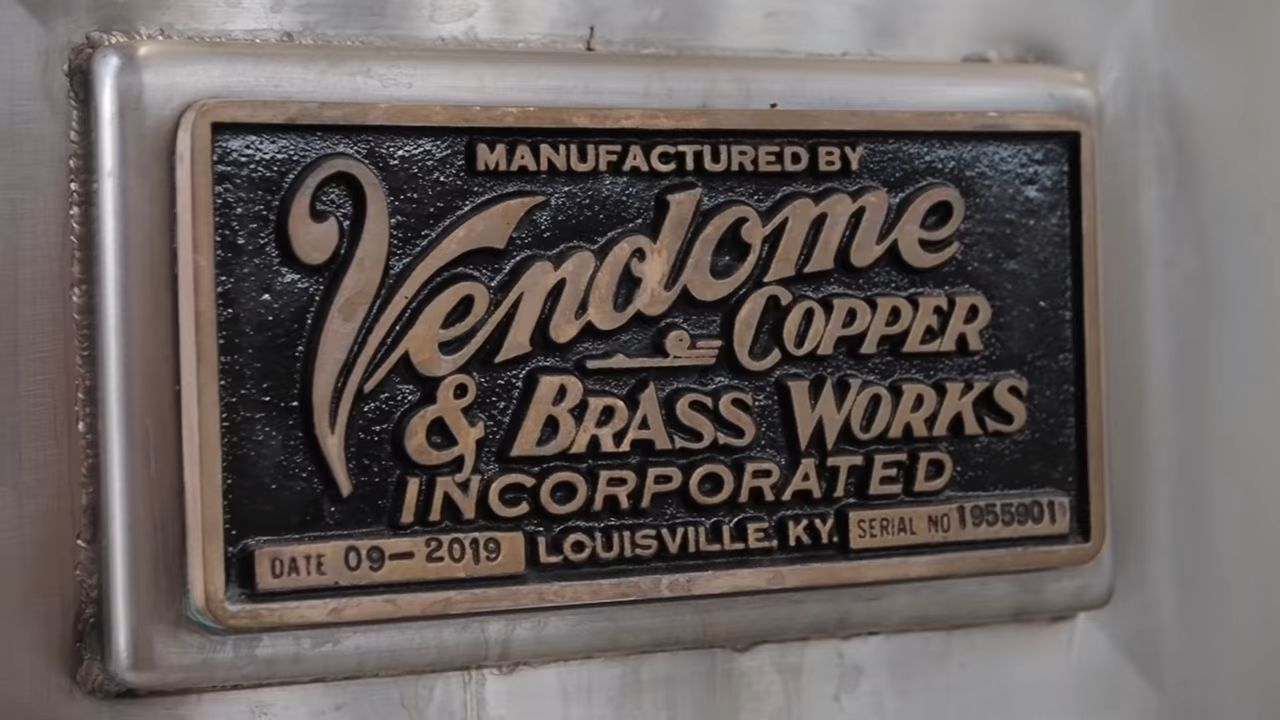 MANUFACTURED BY
Vendome
COPPER
& BRASS WORKS
INCORPORATED
DATE 09-2019
LOUISVILLE, KY.
SERIAL NO 1955901